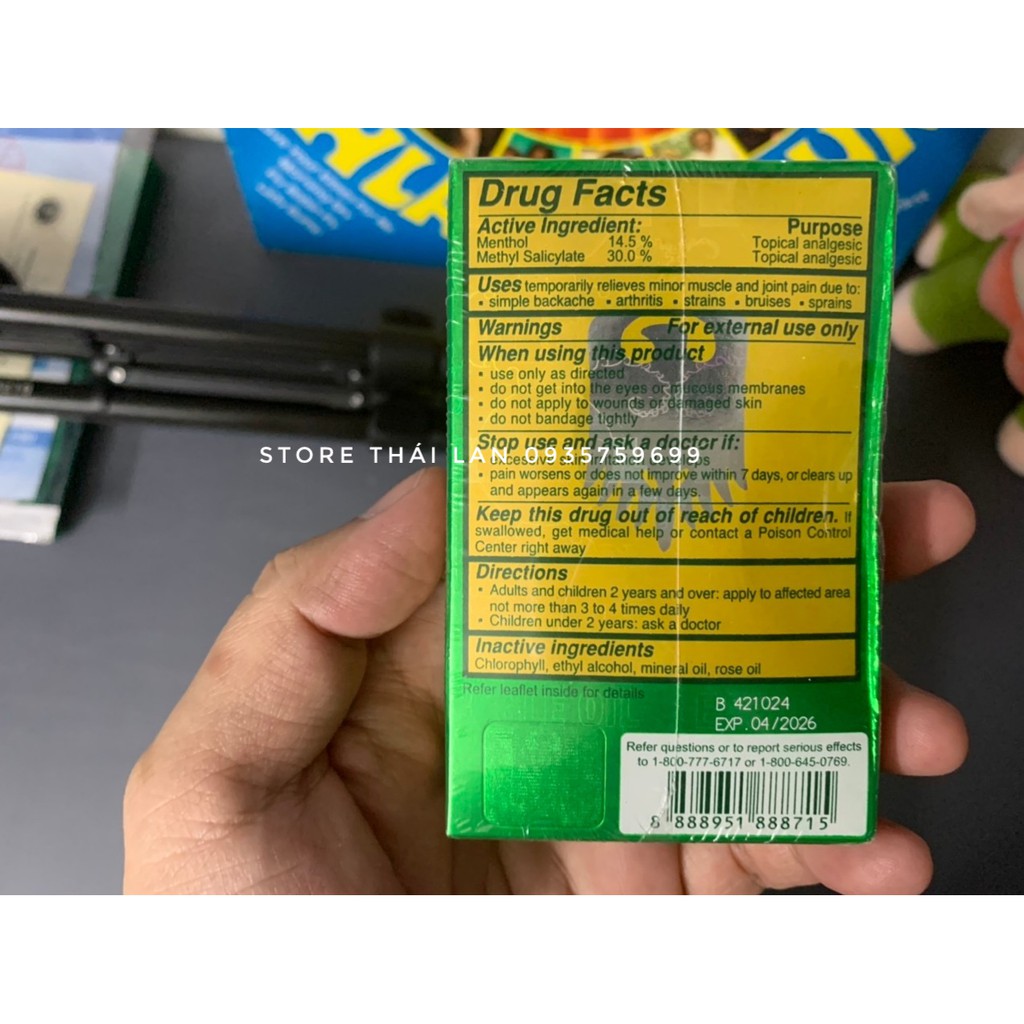 Drug Facts
Active Ingredient: Purpose
Menthol 14.5 % Topical analgesic
Methyl Salicylate 30.0 % Topical analgesic
Uses temporarily relieves minor muscle and joint pain due to:
• simple backache • arthritis • strains • bruises • sprains
Warnings For external use only
When using this product
• use only as directed
• do not get into the eyes or mucous membranes
• do not apply to wounds or damaged skin
• do not bandage tightly
Stop use and ask a doctor if:
STORE THÁI LAN 0935759699
• excessive skin irritation develops
• pain worsens or does not improve within 7 days, or clears up
and appears again in a few days.
Keep this drug out of reach of children. If
swallowed, get medical help or contact a Poison Control
Center right away
Directions
• Adults and children 2 years and over: apply to affected area
not more than 3 to 4 times daily
• Children under 2 years: ask a doctor
Inactive ingredients
Chlorophyll, ethyl alcohol, mineral oil, rose oil
Refer leaflet inside for details
B 421024
EXP.04/2026
Refer questions or to report serious effects
to 1-800-777-6717 or 1-800-645-0769.
8 888951 888715